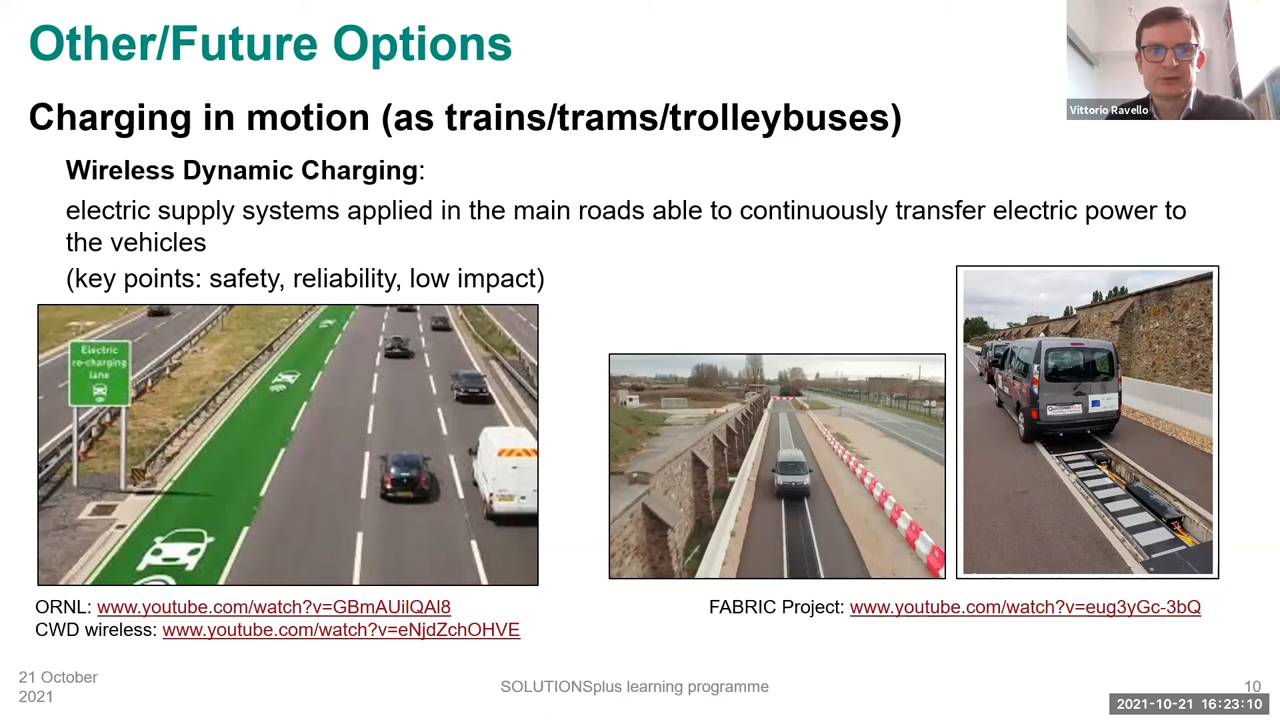 Other/Future Options
Vittorio Ravello
Charging in motion (as trains/trams/trolleybuses)
Wireless Dynamic Charging:
electric supply systems applied in the main roads able to continuously transfer electric power to
the vehicles
(key points: safety, reliability, low impact)
Electric
re-charging
lane
ORNL: www.youtube.com/watch?v=GBmAUilQAl8
CWD wireless: www.youtube.com/watch?v=eNjdZchOHVE
FABRIC Project: www.youtube.com/watch?v=eug3yGc-3bQ
21 October
2021
SOLUTIONSplus learning programme
10
2021-10-21 16:23:10